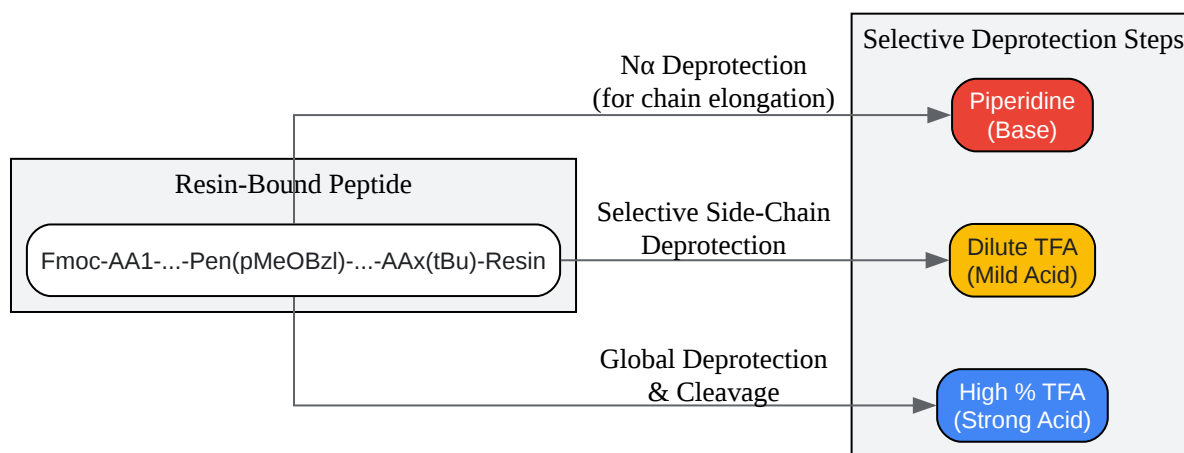 Selective Deprotection Steps
Nα Deprotection
(for chain elongation)
Piperidine
(Base)
Resin-Bound Peptide
Fmoc-AA1-...-Pen(pMeOBzl)-...-AAx(tBu)-Resin
Selective Side-Chain
Deprotection
Dilute TFA
(Mild Acid)
Global Deprotection
& Cleavage
High % TFA
(Strong Acid)